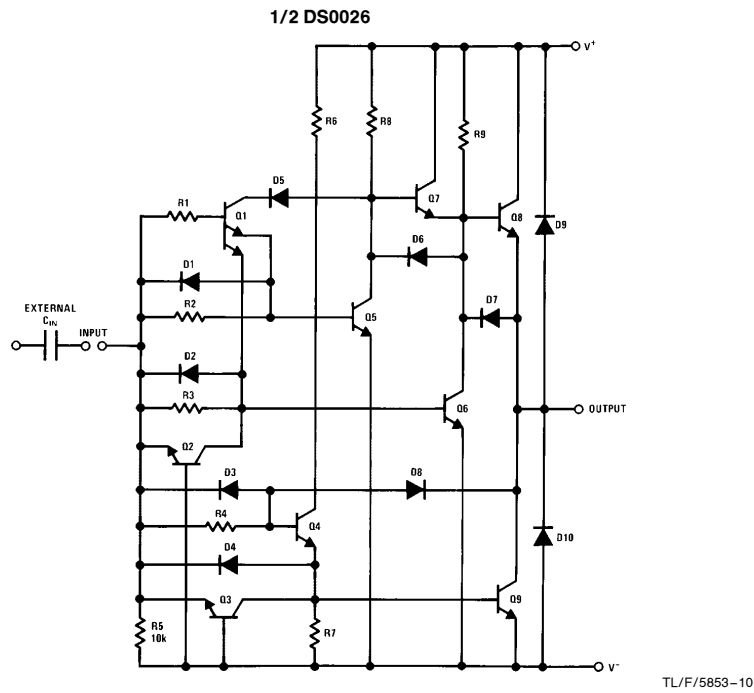 1/2 DS0026
V+
R6
R8
R9
D5
Q7
R1
Q1
Q8
D9
D6
D1
D7
R2
Q5
EXTERNAL
CIN
INPUT
D2
R3
Q6
OUTPUT
Q2
D3
D8
R4
Q4
D10
D4
Q3
Q9
R5
10k
R7
V−
TL/F/5853–10